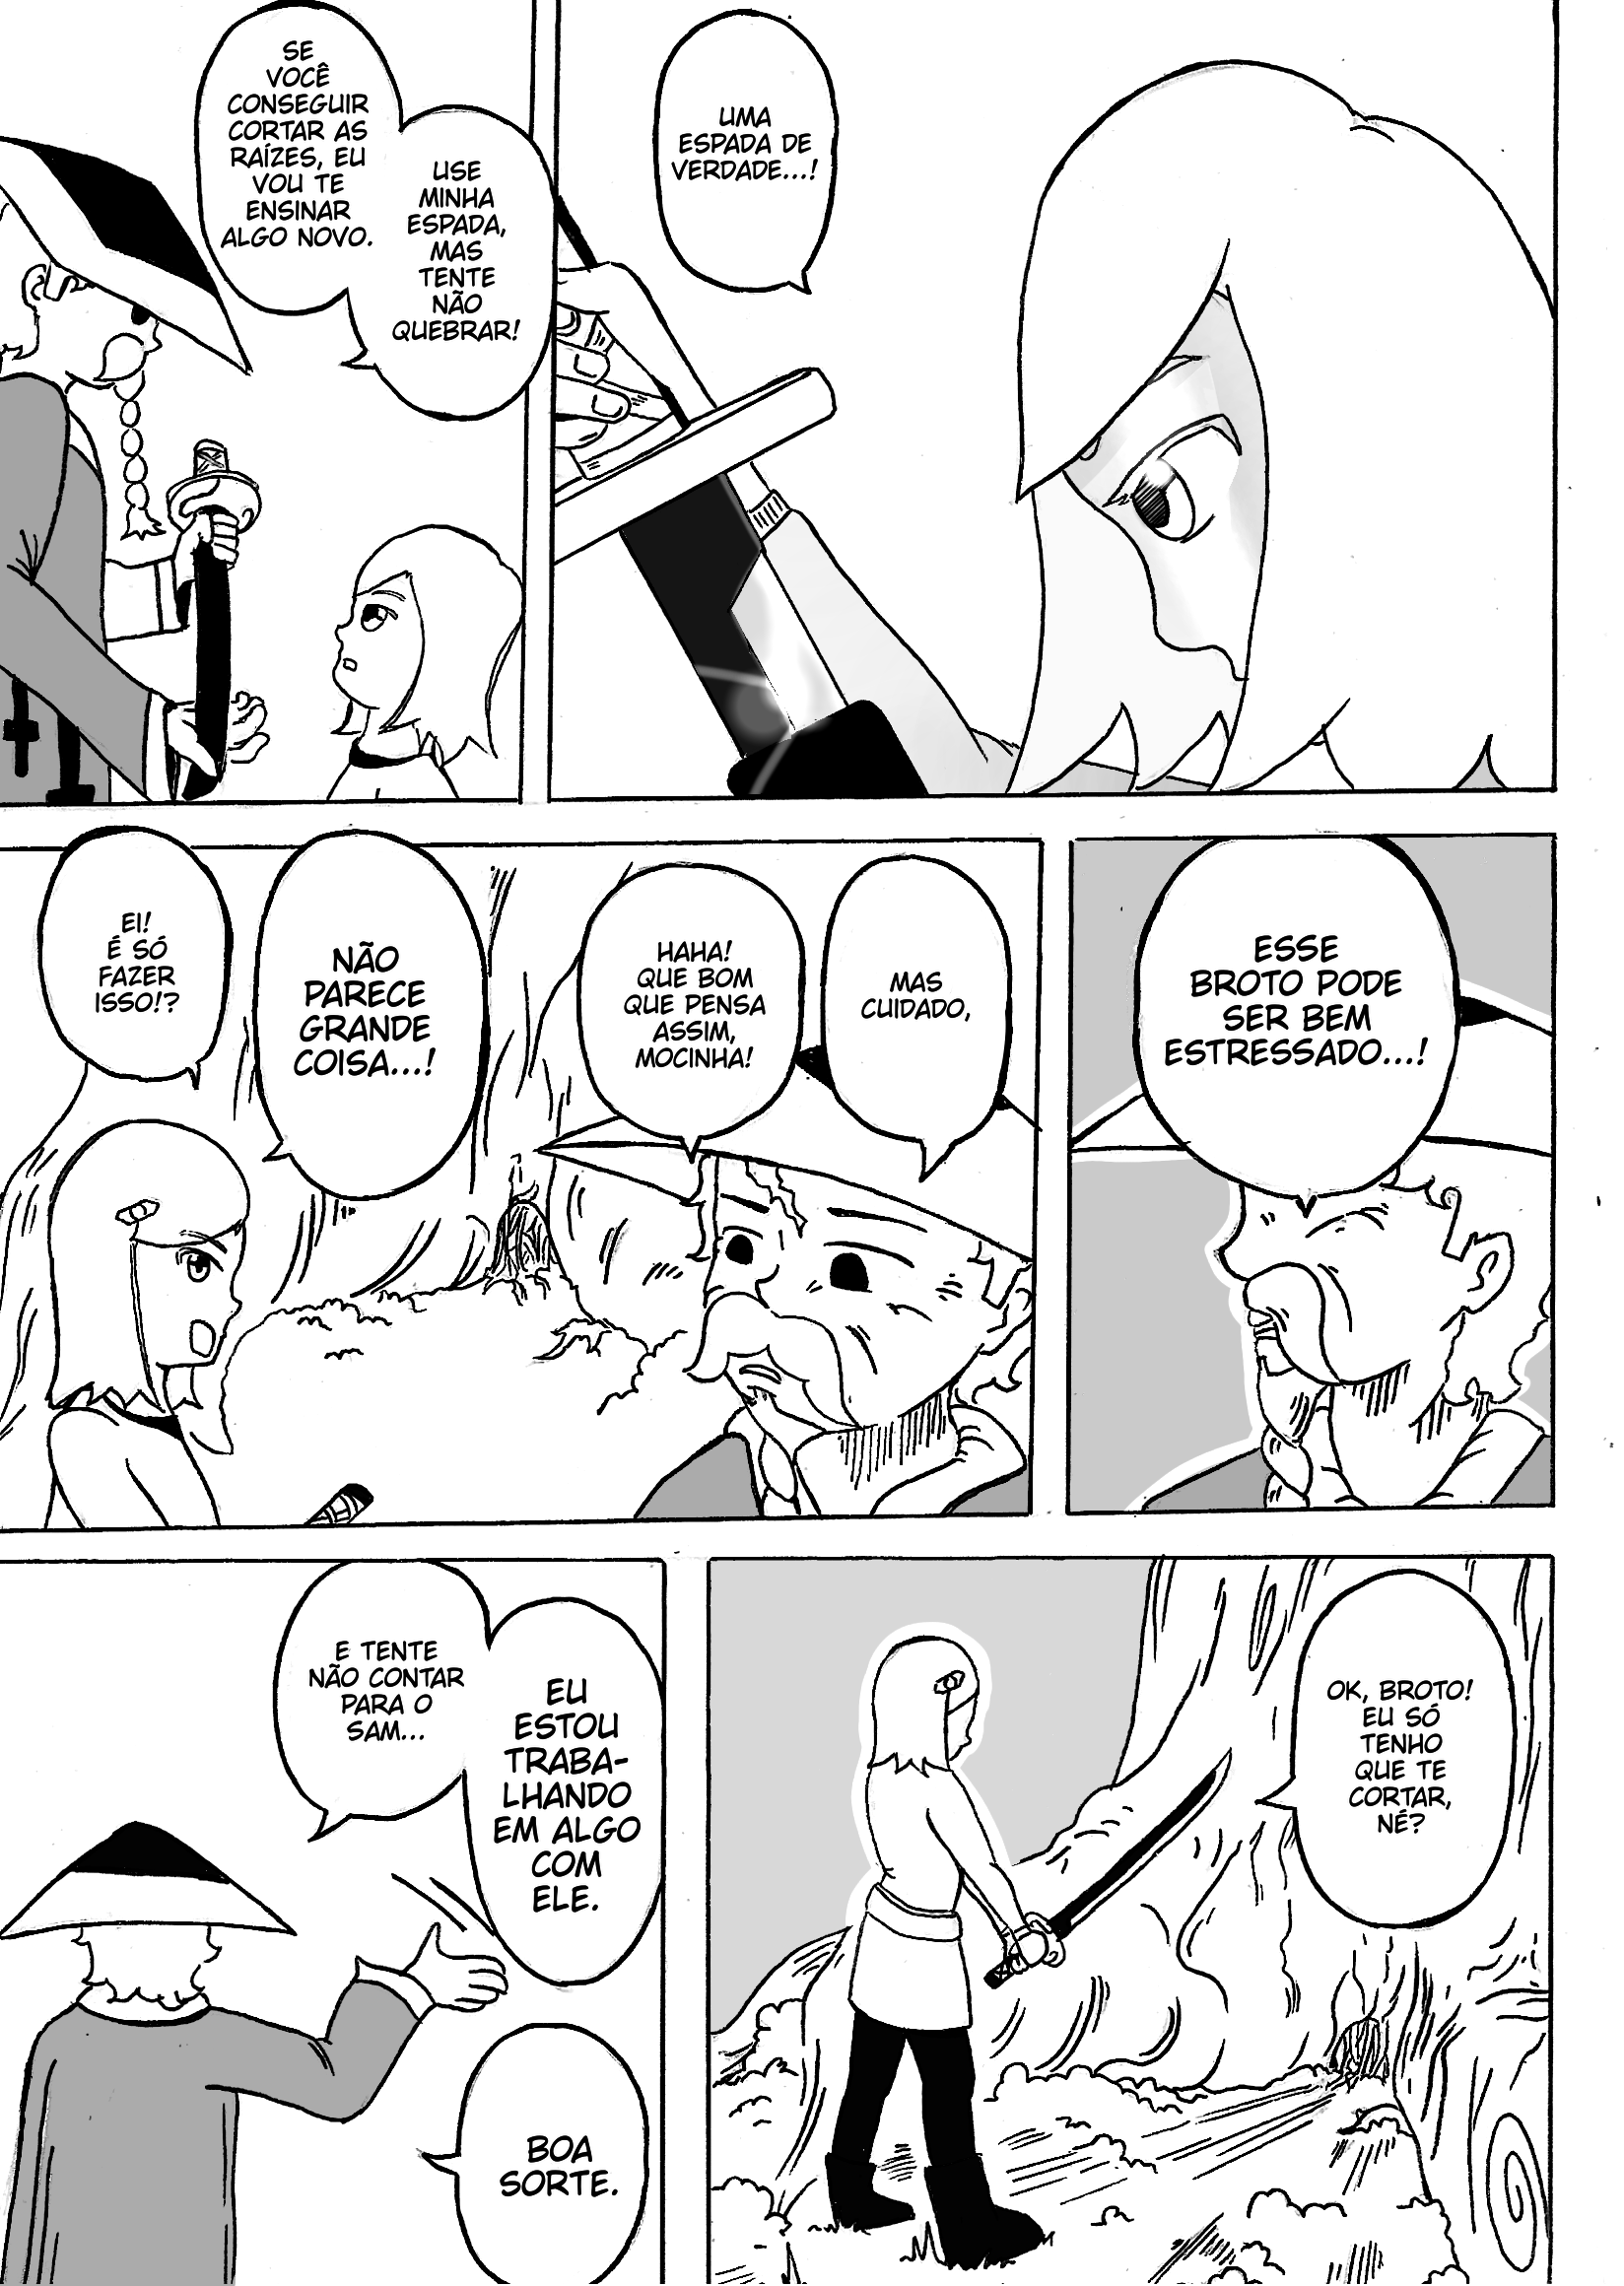 SE
VOCÊ
CONSEGUIR
CORTAR AS
RAÍZES, EU
VOU TE
ENSINAR
ALGO NOVO.
USE
MINHA
ESPADA,
MAS
TENTE
NÃO
QUEBRAR!
UMA
ESPADA DE
VERDADE...!
EI!
É SÓ
FAZER
ISSO!?
NÃO
PARECE
GRANDE
COISA...!
HAHA!
QUE BOM
QUE PENSA
ASSIM,
MOCINHA!
MAS
CUIDADO,
ESSE
BROTO PODE
SER BEM
ESTRESSADO...!
E TENTE
NÃO CONTAR
PARA O
SAM...
EU
ESTOU
TRABA-
LHANDO
EM ALGO
COM
ELE.
BOA
SORTE.
OK, BROTO!
EU SÓ
TENHO
QUE TE
CORTAR,
NÉ?